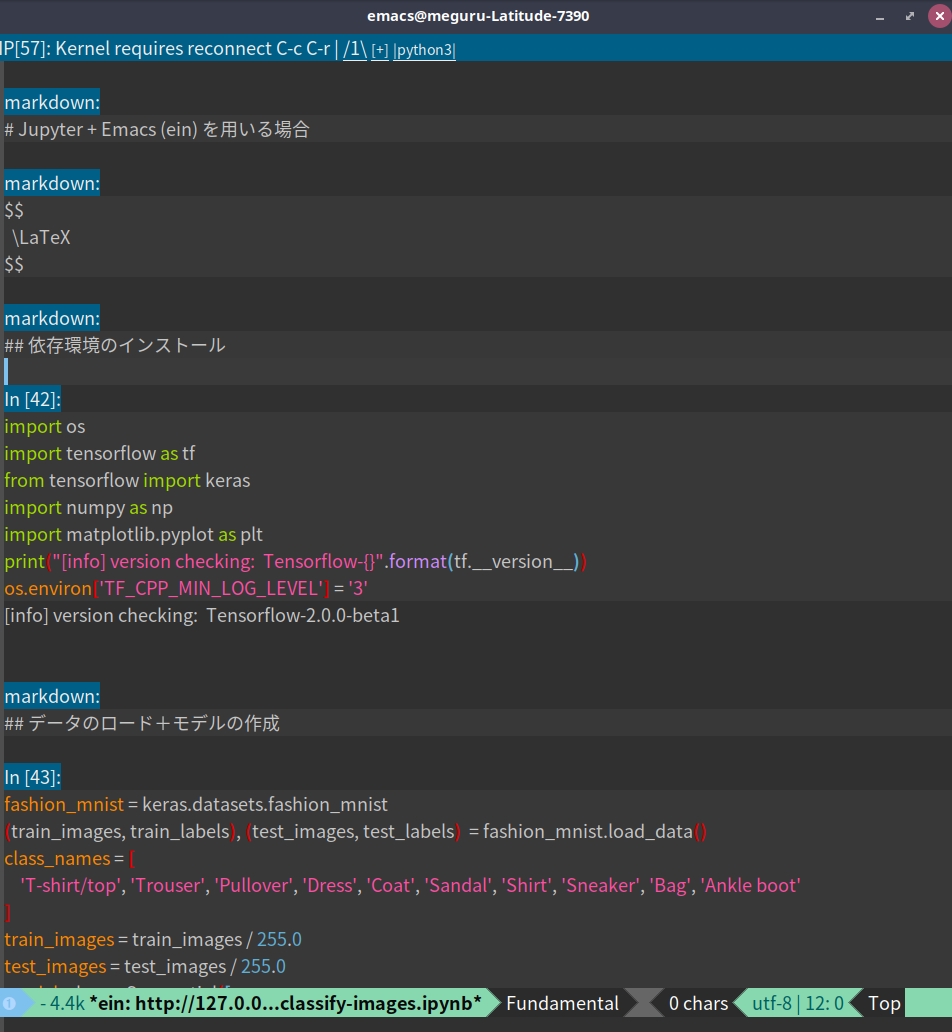 emacs@meguru-Latitude-7390
IP[57]: Kernel requires reconnect C-c C-r | /1\ [+] |python3|
markdown:
# Jupyter + Emacs (ein) を用いる場合
markdown:
$$
\LaTeX
$$
markdown:
## 依存環境のインストール
In [42]:
import os
import tensorflow as tf
from tensorflow import keras
import numpy as np
import matplotlib.pyplot as plt
print("[info] version checking:  Tensorflow-{}".format(tf.__version__))
os.environ['TF_CPP_MIN_LOG_LEVEL'] = '3'
[info] version checking:  Tensorflow-2.0.0-beta1
markdown:
## データのロード＋モデルの作成
In [43]:
fashion_mnist = keras.datasets.fashion_mnist
(train_images, train_labels), (test_images, test_labels)  = fashion_mnist.load_data()
class_names = [
'T-shirt/top', 'Trouser', 'Pullover', 'Dress', 'Coat', 'Sandal', 'Shirt', 'Sneaker', 'Bag', 'Ankle boot'
]
train_images = train_images / 255.0
test_images = test_images / 255.0
1 - 4.4k *ein: http://127.0.0...classify-images.ipynb* Fundamental 0 chars utf-8 | 12: 0 Top